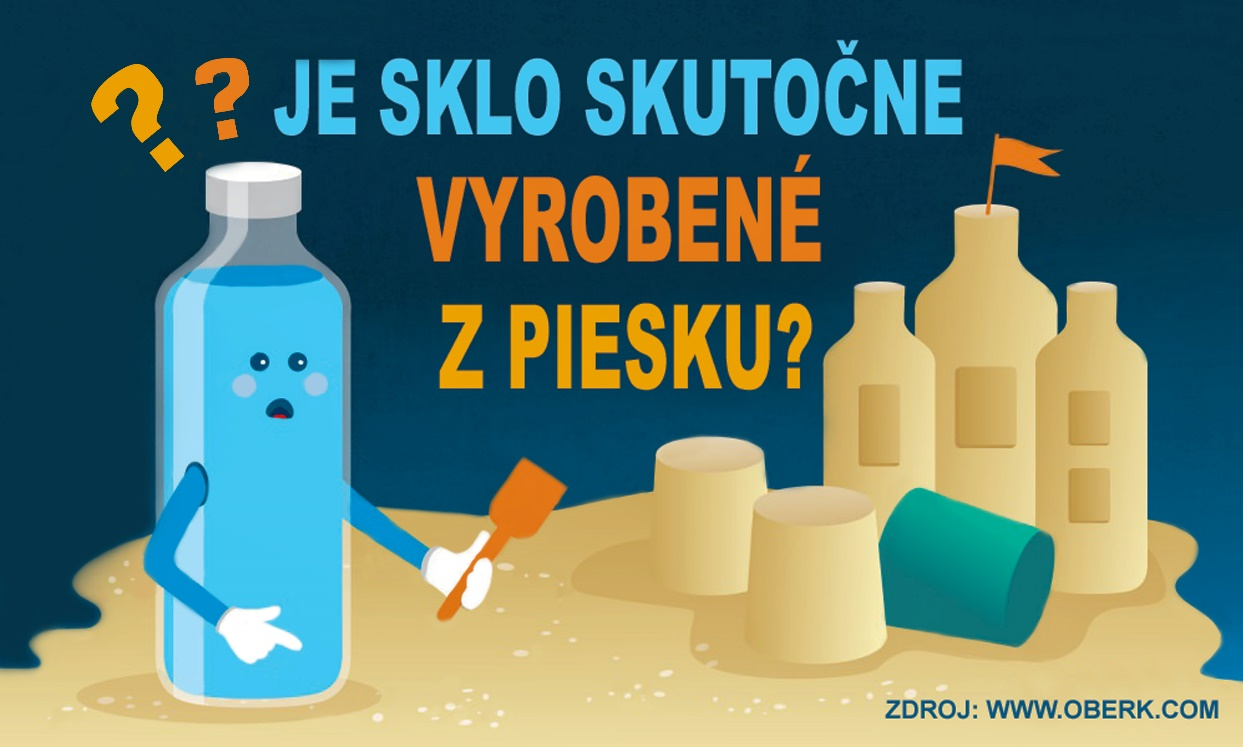 ? ? JE SKLO SKUTOČNE
VYROBENÉ
Z PIESKU?
ZDROJ: WWW.OBERK.COM